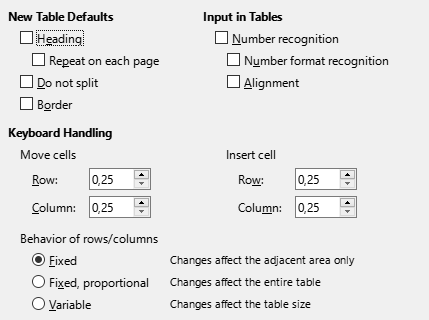 New Table Defaults Input in Tables
Heading Number recognition
Repeat on each page Number format recognition
Do not split Alignment
Border
Keyboard Handling
Move cells Insert cell
Row: 0,25 Row: 0,25
Column: 0,25 Column: 0,25
Behavior of rows/columns
Fixed Changes affect the adjacent area only
Fixed, proportional Changes affect the entire table
Variable Changes affect the table size